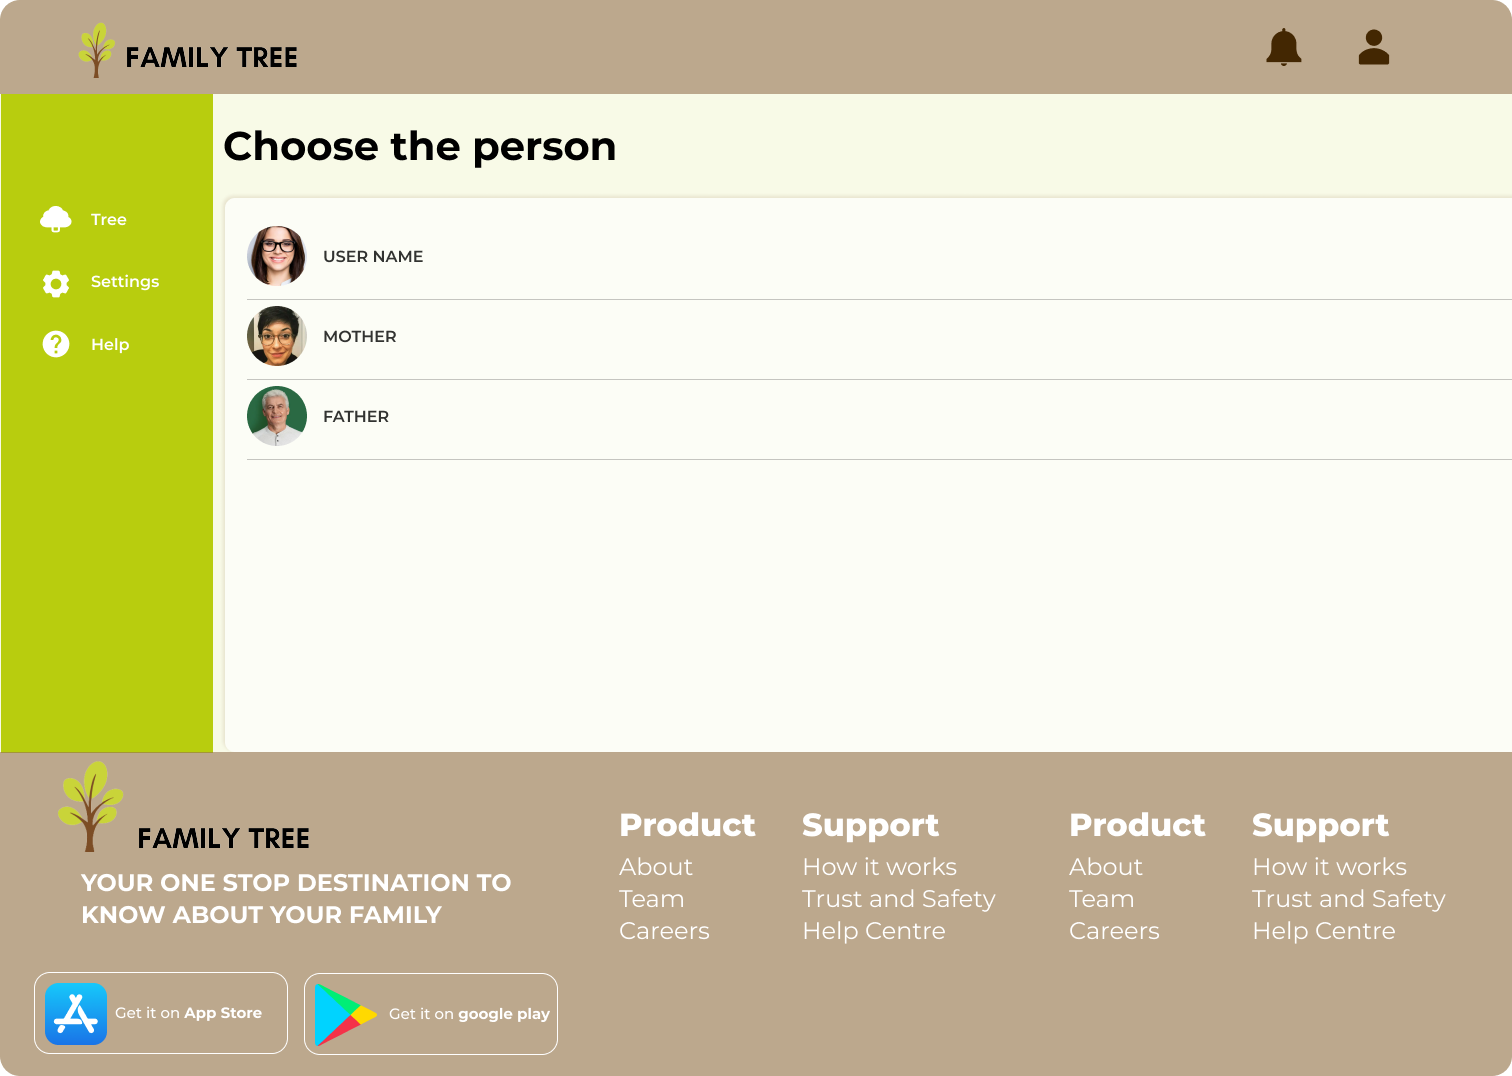 FAMILY TREE
Choose the person
Tree
Settings
Help
USER NAME
MOTHER
FATHER
FAMILY TREE
YOUR ONE STOP DESTINATION TO
KNOW ABOUT YOUR FAMILY
Get it on App Store
Get it on google play
Product
About
Team
Careers
Support
How it works
Trust and Safety
Help Centre
Product
About
Team
Careers
Support
How it works
Trust and Safety
Help Centre